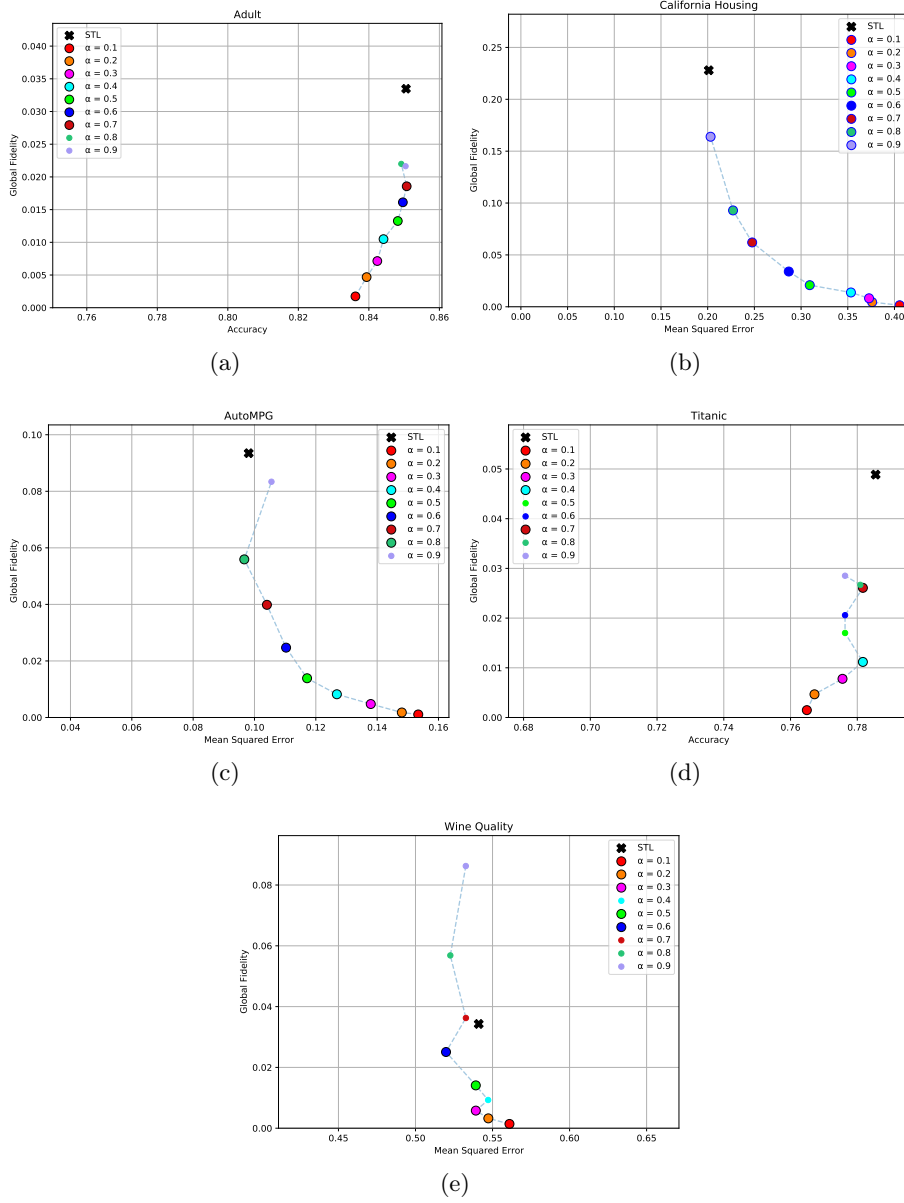 Adult
0.040
0.035
0.030
0.025
0.020
0.015
0.010
0.005
0.000
Global Fidelity
STL
α = 0.1
α = 0.2
α = 0.3
α = 0.4
α = 0.5
α = 0.6
α = 0.7
α = 0.8
α = 0.9
0.76
0.78
0.80
0.82
0.84
0.86
Accuracy
(a)
California Housing
0.25
0.20
0.15
0.10
0.05
0.00
Global Fidelity
STL
α = 0.1
α = 0.2
α = 0.3
α = 0.4
α = 0.5
α = 0.6
α = 0.7
α = 0.8
α = 0.9
0.00
0.05
0.10
0.15
0.20
0.25
0.30
0.35
0.40
Mean Squared Error
(b)
AutoMPG
0.10
0.08
0.06
0.04
0.02
0.00
Global Fidelity
STL
α = 0.1
α = 0.2
α = 0.3
α = 0.4
α = 0.5
α = 0.6
α = 0.7
α = 0.8
α = 0.9
0.04
0.06
0.08
0.10
0.12
0.14
0.16
Mean Squared Error
(c)
Titanic
0.05
0.04
0.03
0.02
0.01
0.00
Global Fidelity
STL
α = 0.1
α = 0.2
α = 0.3
α = 0.4
α = 0.5
α = 0.6
α = 0.7
α = 0.8
α = 0.9
0.68
0.70
0.72
0.74
0.76
0.78
Accuracy
(d)
Wine Quality
0.08
0.06
0.04
0.02
0.00
Global Fidelity
STL
α = 0.1
α = 0.2
α = 0.3
α = 0.4
α = 0.5
α = 0.6
α = 0.7
α = 0.8
α = 0.9
0.45
0.50
0.55
0.60
0.65
Mean Squared Error
(e)